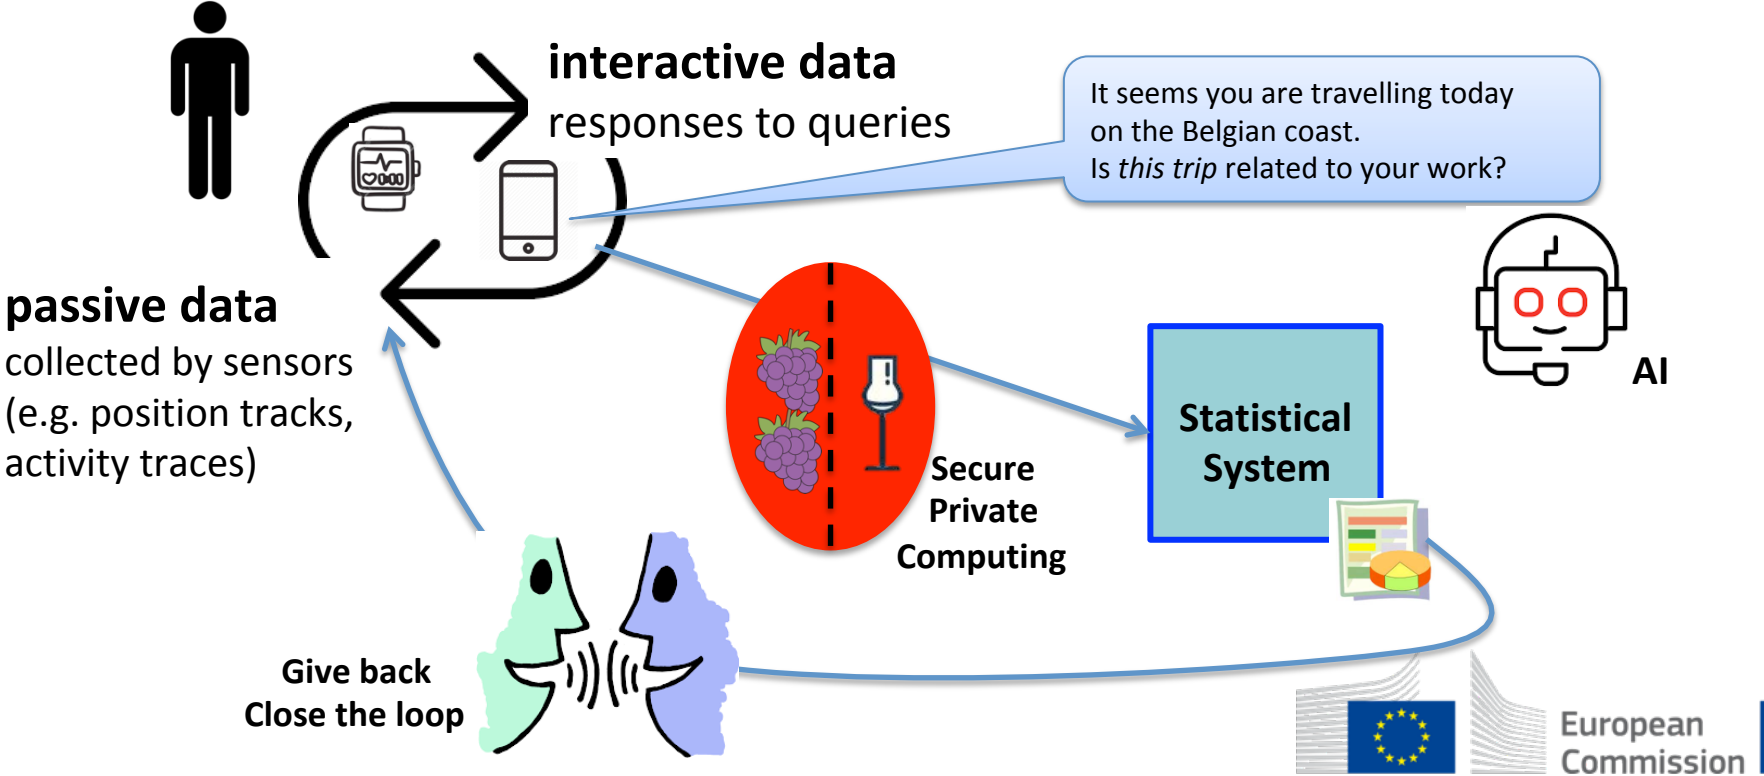 interactive data
responses to queries
It seems you are travelling today
on the Belgian coast.
Is this trip related to your work?
passive data
collected by sensors
(e.g. position tracks,
activity traces)
AI
Statistical
System
Secure
Private
Computing
Give back
Close the loop
European
Commission